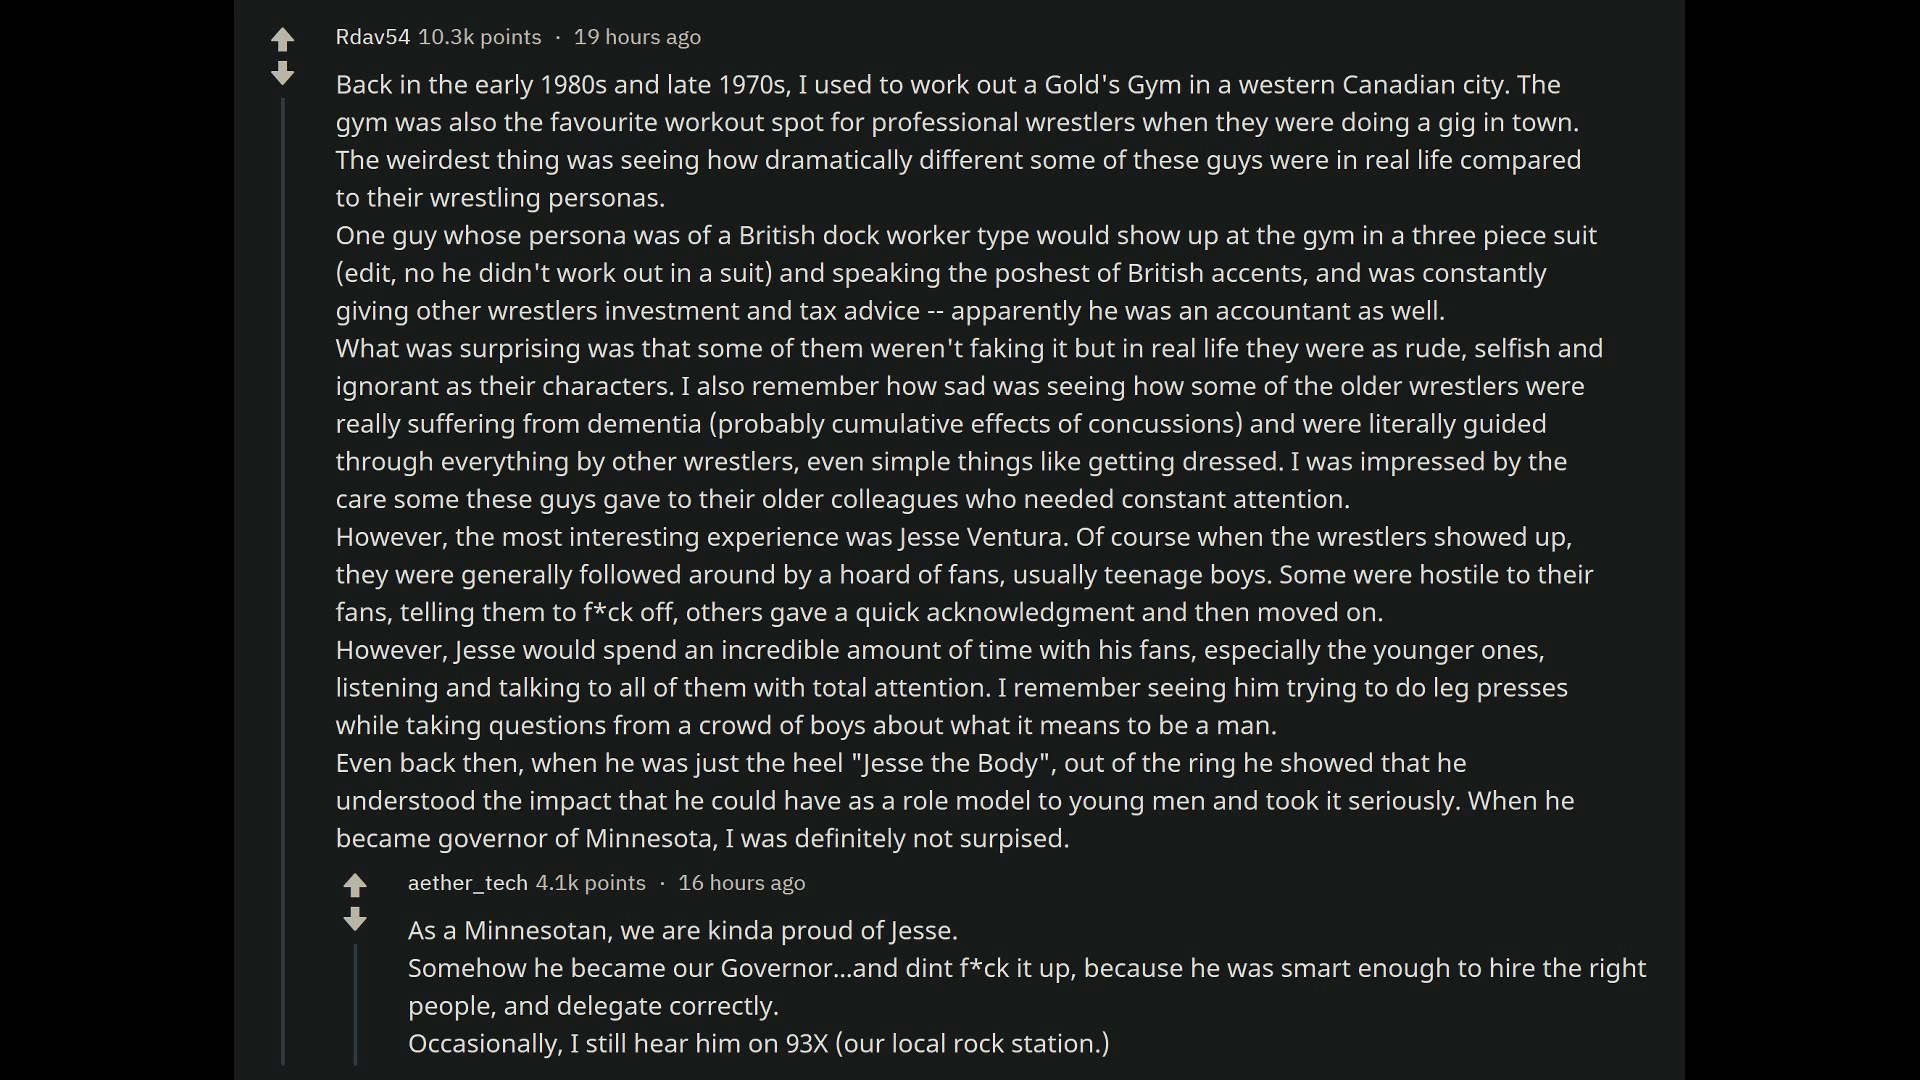 Rdav54 10.3k points · 19 hours ago
Back in the early 1980s and late 1970s, I used to work out a Gold's Gym in a western Canadian city. The
gym was also the favourite workout spot for professional wrestlers when they were doing a gig in town.
The weirdest thing was seeing how dramatically different some of these guys were in real life compared
to their wrestling personas.
One guy whose persona was of a British dock worker type would show up at the gym in a three piece suit
(edit, no he didn't work out in a suit) and speaking the poshest of British accents, and was constantly
giving other wrestlers investment and tax advice -- apparently he was an accountant as well.
What was surprising was that some of them weren't faking it but in real life they were as rude, selfish and
ignorant as their characters. I also remember how sad was seeing how some of the older wrestlers were
really suffering from dementia (probably cumulative effects of concussions) and were literally guided
through everything by other wrestlers, even simple things like getting dressed. I was impressed by the
care some these guys gave to their older colleagues who needed constant attention.
However, the most interesting experience was Jesse Ventura. Of course when the wrestlers showed up,
they were generally followed around by a hoard of fans, usually teenage boys. Some were hostile to their
fans, telling them to f*ck off, others gave a quick acknowledgment and then moved on.
However, Jesse would spend an incredible amount of time with his fans, especially the younger ones,
listening and talking to all of them with total attention. I remember seeing him trying to do leg presses
while taking questions from a crowd of boys about what it means to be a man.
Even back then, when he was just the heel "Jesse the Body", out of the ring he showed that he
understood the impact that he could have as a role model to young men and took it seriously. When he
became governor of Minnesota, I was definitely not surpised.
aether_tech 4.1k points · 16 hours ago
As a Minnesotan, we are kinda proud of Jesse.
Somehow he became our Governor...and dint f*ck it up, because he was smart enough to hire the right
people, and delegate correctly.
Occasionally, I still hear him on 93X (our local rock station.)